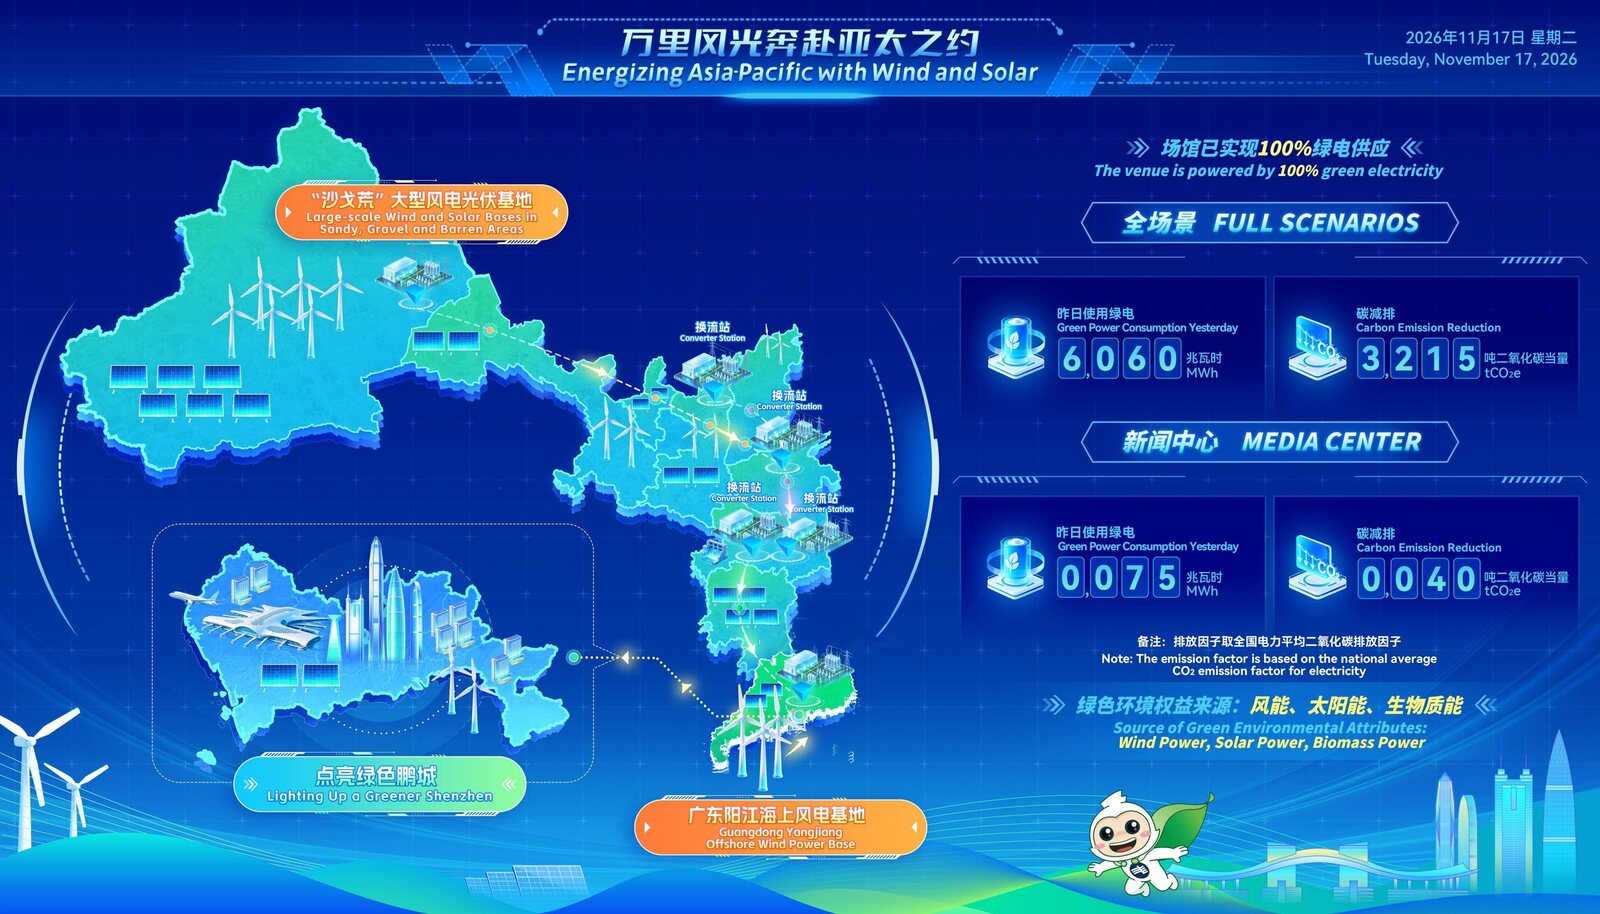 万里风光奔赴亚太之约
Energizing Asia-Pacific with Wind and Solar
2026年11月17日 星期二
Tuesday, November 17, 2026
“沙戈荒”大型风电光伏基地
Large-scale Wind and Solar Bases in
Sandy, Gravel and Barren Areas
换流站
Converter Station
换流站
Converter Station
换流站
Converter Station
换流站
Converter Station
点亮绿色鹏城
Lighting Up a Greener Shenzhen
广东阳江海上风电基地
Guangdong Yangjiang
Offshore Wind Power Base
场馆已实现100%绿电供应
The venue is powered by 100% green electricity
全场景 FULL SCENARIOS
昨日使用绿电
Green Power Consumption Yesterday
6,060 兆瓦时
MWh
碳减排
Carbon Emission Reduction
3,215 吨二氧化碳当量
tCO₂e
新闻中心 MEDIA CENTER
昨日使用绿电
Green Power Consumption Yesterday
0,075 兆瓦时
MWh
碳减排
Carbon Emission Reduction
0,040 吨二氧化碳当量
tCO₂e
备注：排放因子取全国电力平均二氧化碳排放因子
Note: The emission factor is based on the national average
CO₂ emission factor for electricity
绿色环境权益来源：风能、太阳能、生物质能
Source of Green Environmental Attributes:
Wind Power, Solar Power, Biomass Power